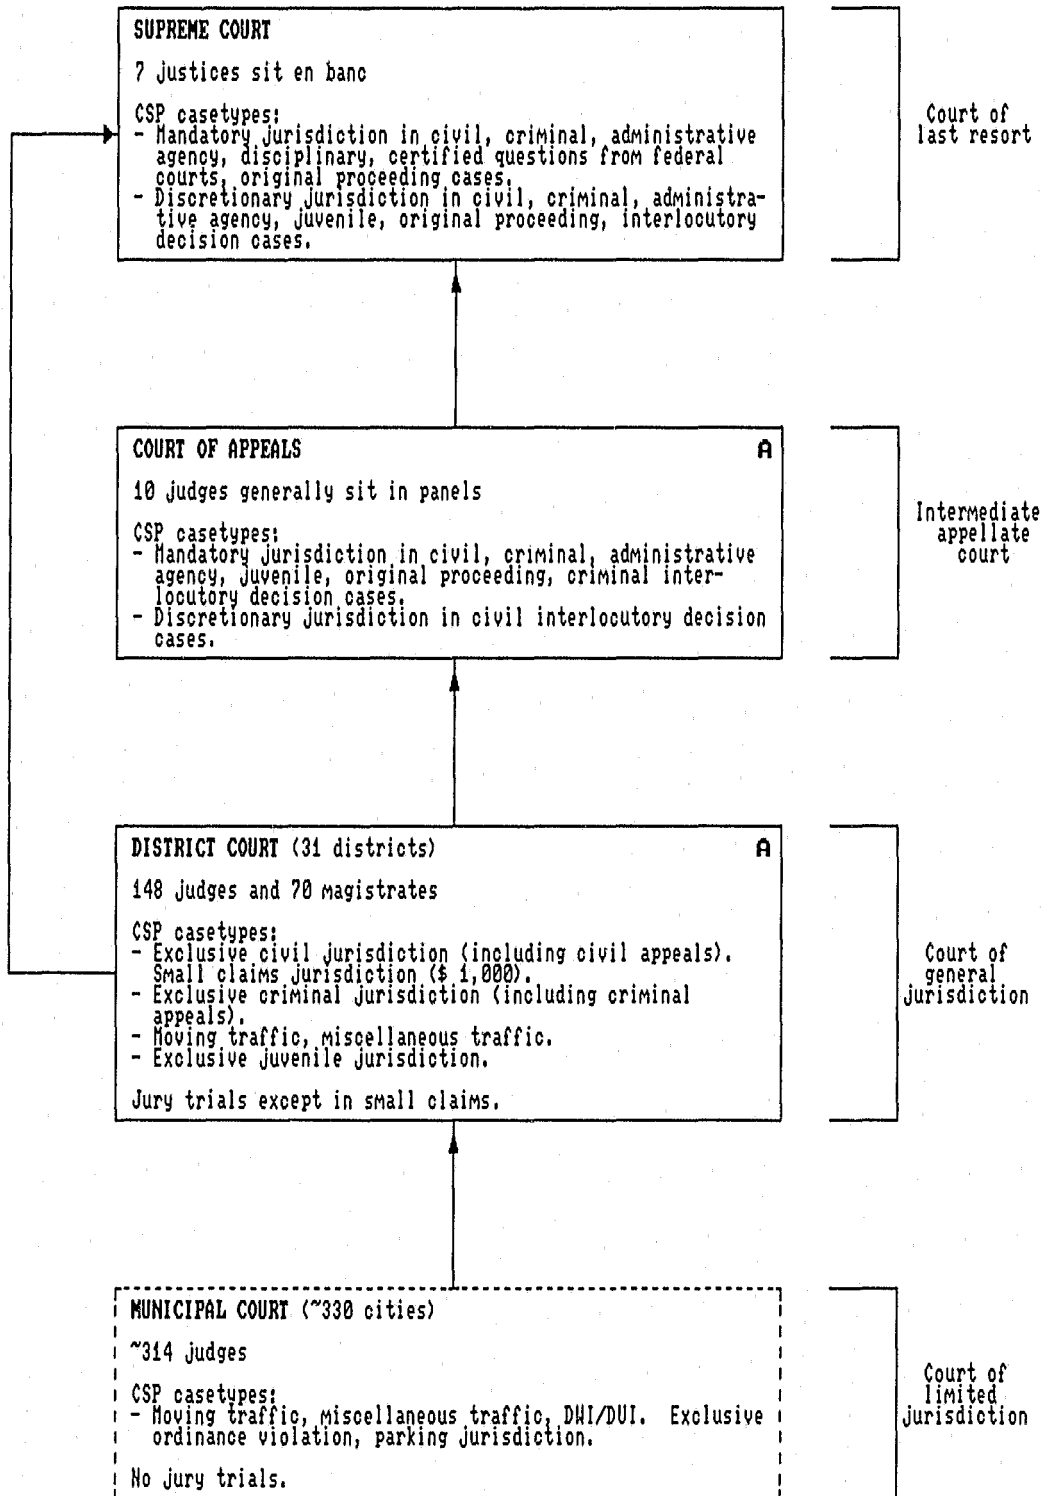 SUPREME COURT
7 justices sit en banc
CSP casetypes:
- Mandatory jurisdiction in civil, criminal, administrative
agency, disciplinary, certified questions from federal
courts, original proceeding cases.
- Discretionary jurisdiction in civil, criminal, administra-
tive agency, juvenile, original proceeding, interlocutory
decision cases.
Court of
last resort
COURT OF APPEALS A
10 judges generally sit in panels
CSP casetypes:
- Mandatory jurisdiction in civil, criminal, administrative
agency, juvenile, original proceeding, criminal inter-
locutory decision cases.
- Discretionary jurisdiction in civil interlocutory decision
cases.
Intermediate
appellate
court
DISTRICT COURT (31 districts) A
148 judges and 70 magistrates
CSP casetypes:
- Exclusive civil jurisdiction (including civil appeals).
Small claims jurisdiction ($ 1,000).
- Exclusive criminal jurisdiction (including criminal
appeals).
- Moving traffic, miscellaneous traffic.
- Exclusive juvenile jurisdiction.
Jury trials except in small claims.
Court of
general
jurisdiction
MUNICIPAL COURT (~330 cities)
~314 judges
CSP casetypes:
- Moving traffic, miscellaneous traffic, DWI/DUI. Exclusive
ordinance violation, parking jurisdiction.
No jury trials.
Court of
limited
jurisdiction